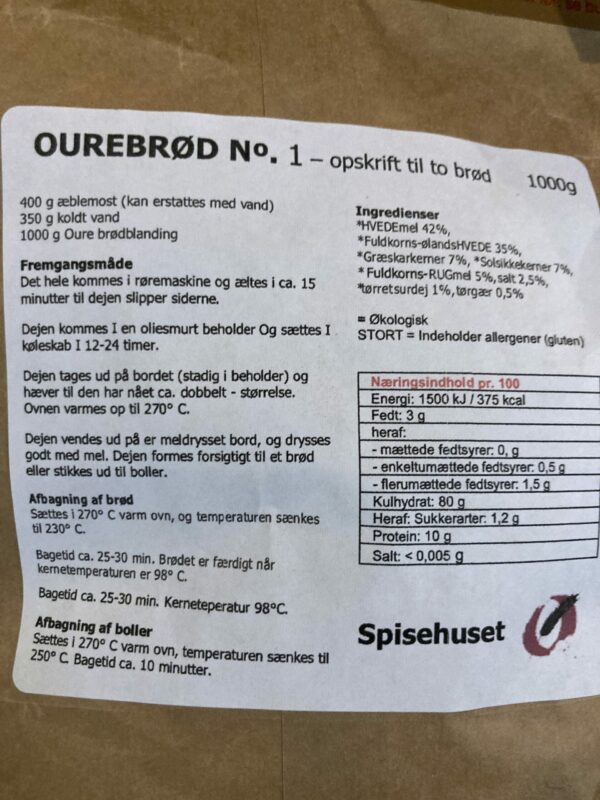 OUREBRØD No. 1 – opskrift til to brød 1000g
400 g æblemost (kan erstattes med vand)
350 g koldt vand
1000 g Oure brødblanding
Fremgangsmåde
Det hele kommes i røremaskine og æltes i ca. 15
minutter til dejen slipper siderne.
Dejen kommes I en oliesmurt beholder Og sættes I
køleskab I 12-24 timer.
Dejen tages ud på bordet (stadig i beholder) og
hæver til den har nået ca. dobbelt - størrelse.
Ovnen varmes op til 270° C.
Dejen vendes ud på er meldrysset bord, og drysses
godt med mel. Dejen formes forsigtigt til et brød
eller stikkes ud til boller.
Afbagning af brød
Sættes i 270° C varm ovn, og temperaturen sænkes
til 230° C.
Bagetid ca. 25-30 min. Brødet er færdigt når
kernetemperaturen er 98° C.
Bagetid ca. 25-30 min. Kerneteperatur 98°C.
Afbagning af boller
Sættes i 270° C varm ovn, temperaturen sænkes til
250° C. Bagetid ca. 10 minutter.
Ingredienser
*HVEDEmel 42%,
*Fuldkorns-ølandsHVEDE 35%,
*Græskarkerner 7%, *Solsikkekerner 7%,
* Fuldkorns-RUGmel 5%, salt 2,5%,
*tørretsurdej 1%, tørgær 0,5%
= Økologisk
STORT = Indeholder allergener (gluten)
Næringsindhold pr. 100
Energi: 1500 kJ / 375 kcal
Fedt: 3 g
heraf:
- mættede fedtsyrer: 0, g
- enkeltumættede fedtsyrer: 0,5 g
- flerumættede fedtsyrer: 1,5 g
Kulhydrat: 80 g
Heraf: Sukkerarter: 1,2 g
Protein: 10 g
Salt: < 0,005 g
Spisehuset